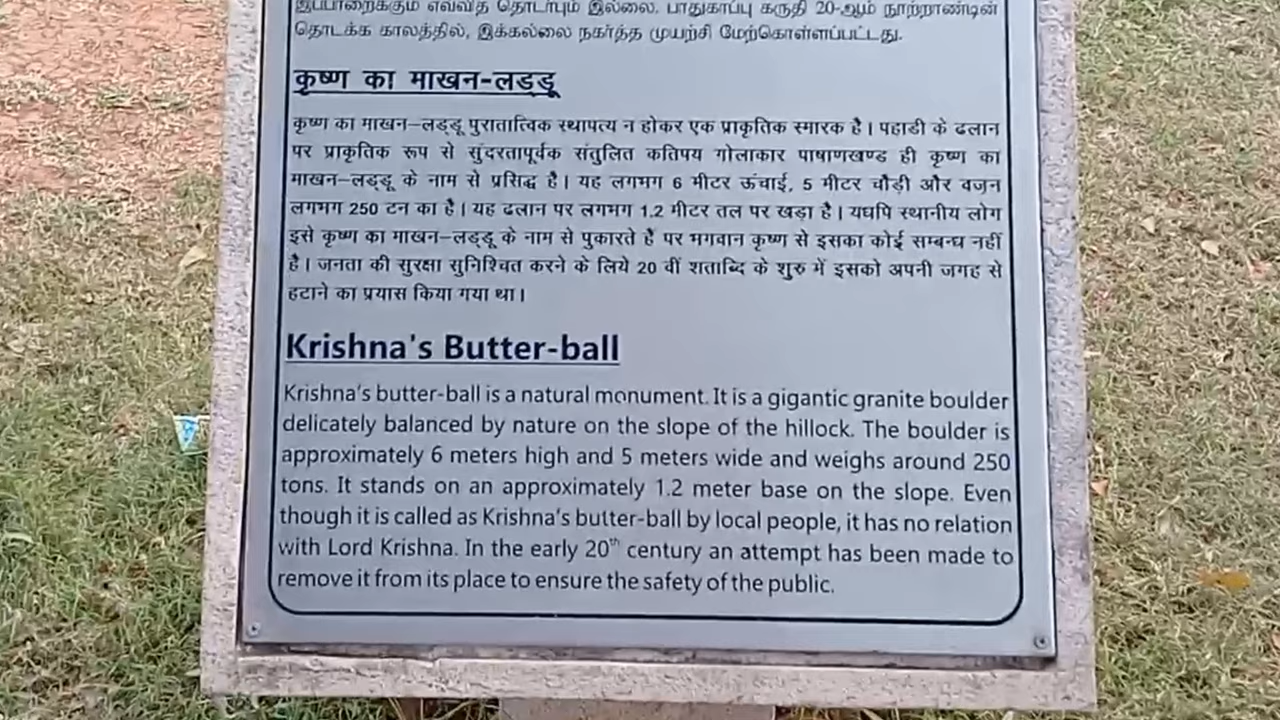 இப்பாறைக்கும் எவ்வித தொடர்பும் இல்லை. பாதுகாப்பு கருதி 20-ஆம் நூற்றாண்டின்
தொடக்க காலத்தில், இக்கல்லை நகர்த்த முயற்சி மேற்கொள்ளப்பட்டது.
कृष्ण का माखन-लड्डू
कृष्ण का माखन–लड्डू पुरातात्विक स्थापत्य न होकर एक प्राकृतिक स्मारक है। पहाडी के ढलान
पर प्राकृतिक रूप से सुंदरतापूर्वक संतुलित कतिपय गोलाकार पाषाणखण्ड ही कृष्ण का
माखन–लड्डू के नाम से प्रसिद्ध है। यह लगभग 6 मीटर ऊंचाई, 5 मीटर चौड़ी और वज़न
लगभग 250 टन का है। यह ढलान पर लगभग 1.2 मीटर तल पर खड़ा है। यघपि स्थानीय लोग
इसे कृष्ण का माखन–लड्डू के नाम से पुकारते हैं पर भगवान कृष्ण से इसका कोई सम्बन्ध नहीं
है। जनता की सुरक्षा सुनिश्चित करने के लिये 20 वीं शताब्दि के शुरु में इसको अपनी जगह से
हटाने का प्रयास किया गया था।
Krishna's Butter-ball
Krishna's butter-ball is a natural monument. It is a gigantic granite boulder
delicately balanced by nature on the slope of the hillock. The boulder is
approximately 6 meters high and 5 meters wide and weighs around 250
tons. It stands on an approximately 1.2 meter base on the slope. Even
though it is called as Krishna's butter-ball by local people, it has no relation
with Lord Krishna. In the early 20th century an attempt has been made to
remove it from its place to ensure the safety of the public.